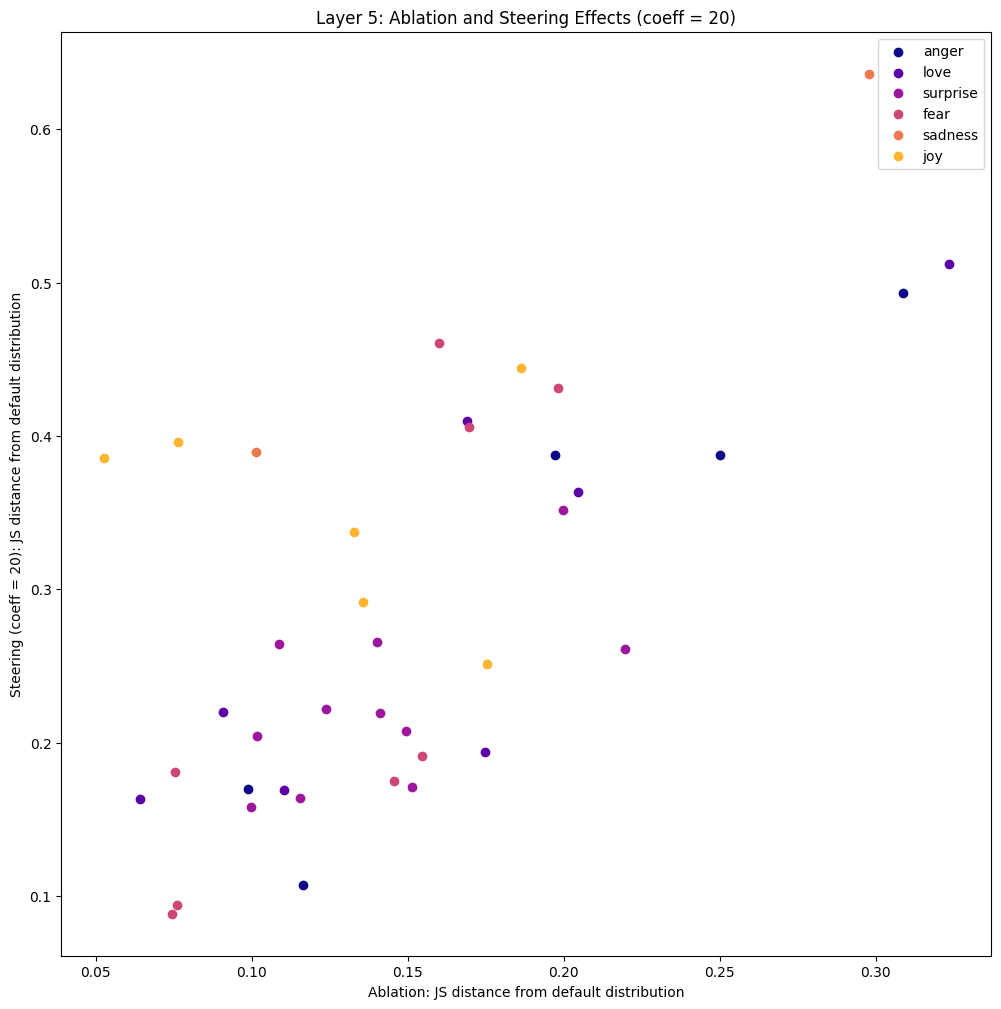 Layer 5: Ablation and Steering Effects (coeff = 20)
anger
love
surprise
fear
sadness
joy
Steering (coeff = 20): JS distance from default distribution
0.6
0.5
0.4
0.3
0.2
0.1
0.05
0.10
0.15
0.20
0.25
0.30
Ablation: JS distance from default distribution